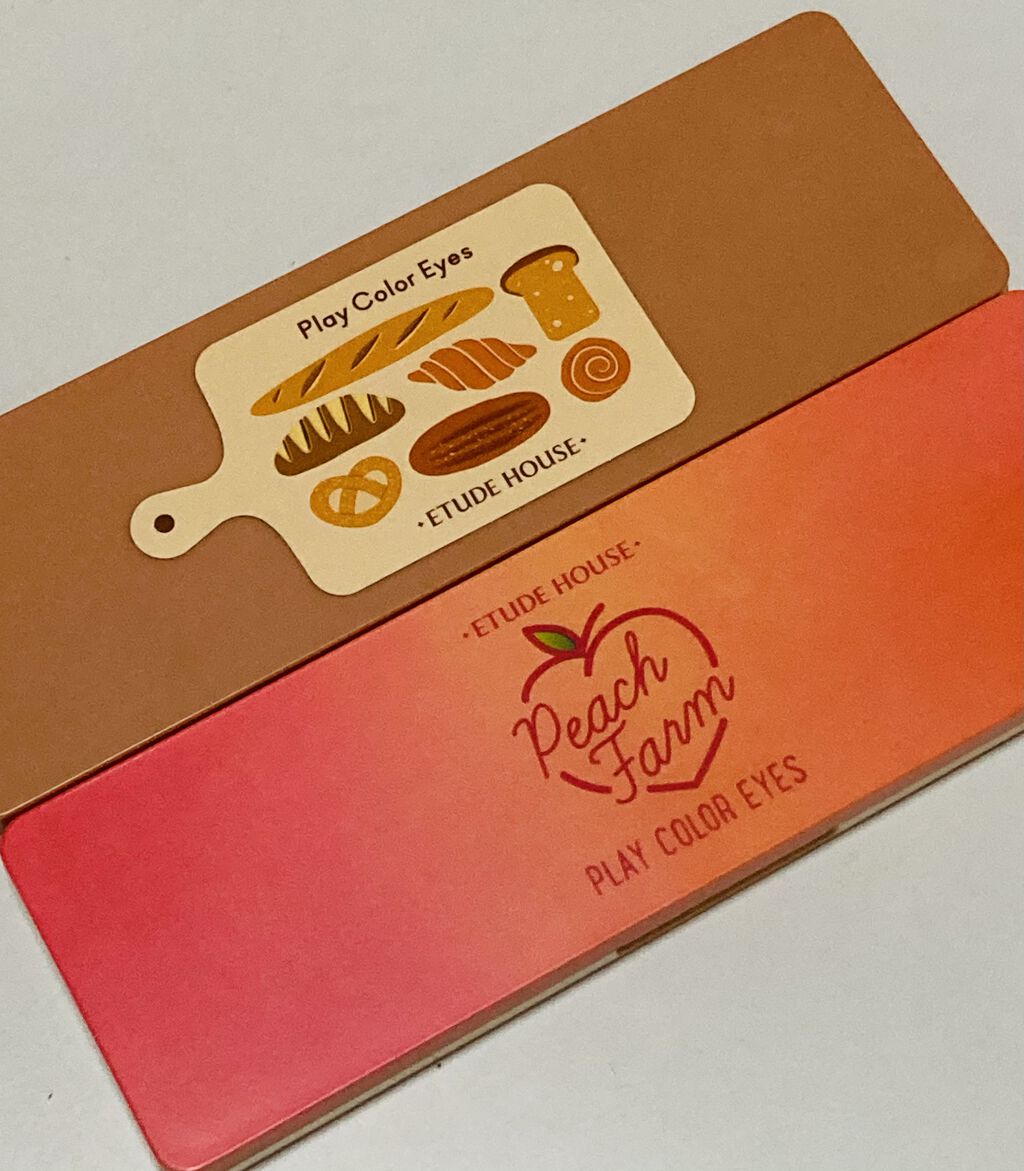 Play Color Eyes
·ETUDE HOUSE·
·ETUDE HOUSE·
Peach
Farm
PLAY COLOR EYES